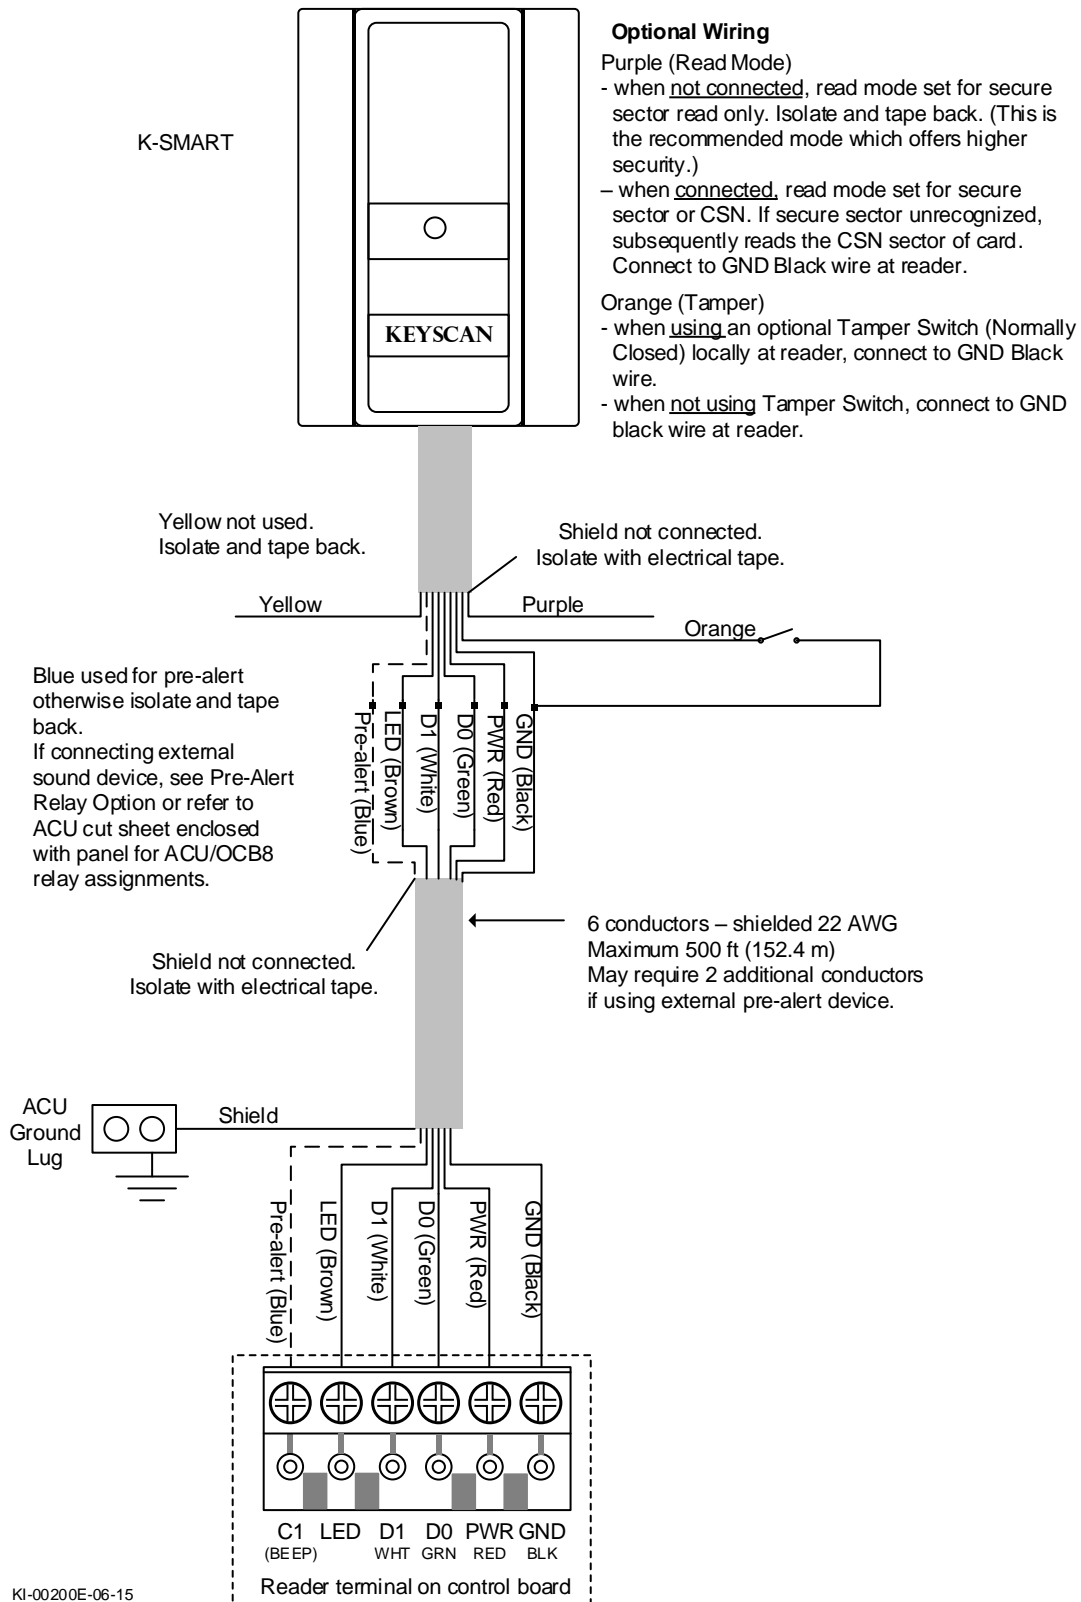 K-SMART
KEYSCAN
Optional Wiring
Purple (Read Mode)
- when not connected, read mode set for secure
sector read only. Isolate and tape back. (This is
the recommended mode which offers higher
security.)
– when connected, read mode set for secure
sector or CSN. If secure sector unrecognized,
subsequently reads the CSN sector of card.
Connect to GND Black wire at reader.
Orange (Tamper)
- when using an optional Tamper Switch (Normally
Closed) locally at reader, connect to GND Black
wire.
- when not using Tamper Switch, connect to GND
black wire at reader.
Yellow not used.
Isolate and tape back.
Shield not connected.
Isolate with electrical tape.
Yellow
Purple
Orange
Blue used for pre-alert
otherwise isolate and tape
back.
If connecting external
sound device, see Pre-Alert
Relay Option or refer to
ACU cut sheet enclosed
with panel for ACU/OCB8
relay assignments.
Pre-alert (Blue)
LED (Brown)
D1 (White)
D0 (Green)
PWR (Red)
GND (Black)
6 conductors – shielded 22 AWG
Maximum 500 ft (152.4 m)
May require 2 additional conductors
if using external pre-alert device.
Shield not connected.
Isolate with electrical tape.
ACU
Ground
Lug
Shield
Pre-alert (Blue)
LED (Brown)
D1 (White)
D0 (Green)
PWR (Red)
GND (Black)
C1 LED D1 D0 PWR GND
(BEEP) WHT GRN RED BLK
Reader terminal on control board
KI-00200E-06-15